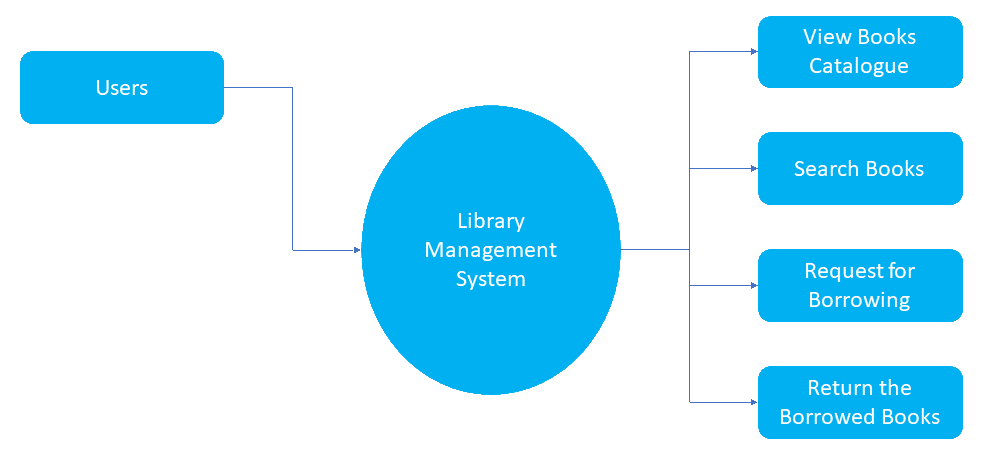 Users
Library
Management
System
View Books
Catalogue
Search Books
Request for
Borrowing
Return the
Borrowed Books